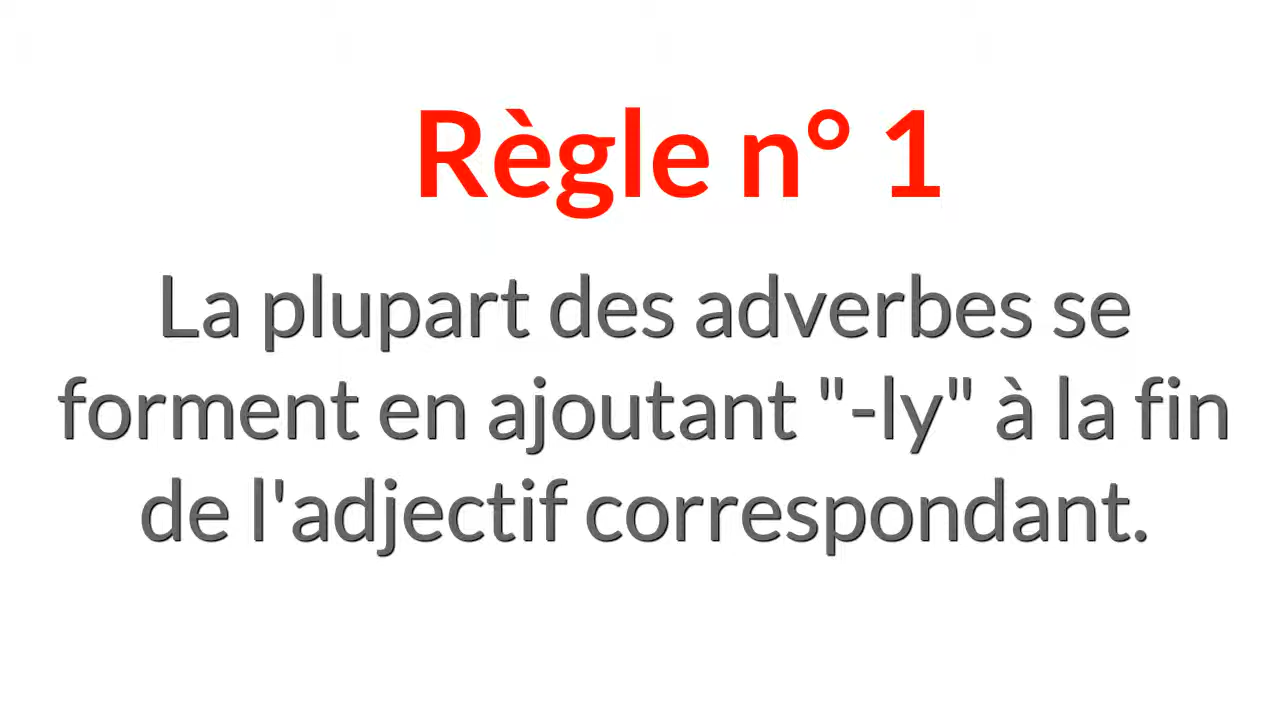 Règle n° 1
La plupart des adverbes se
forment en ajoutant "-ly" à la fin
de l'adjectif correspondant.